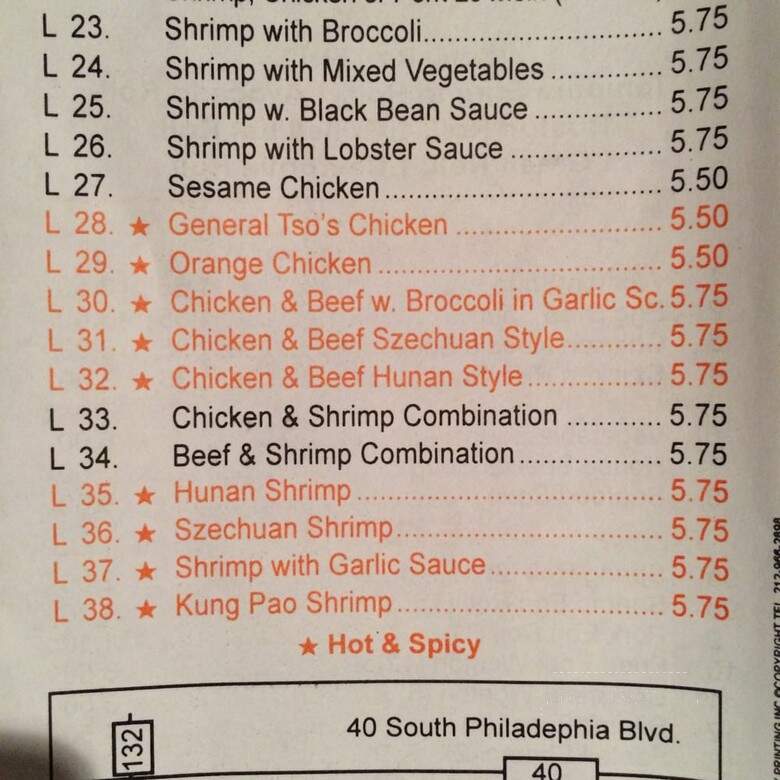 L 23. Shrimp with Broccoli.............................. 5.75
L 24. Shrimp with Mixed Vegetables .............. 5.75
L 25. Shrimp w. Black Bean Sauce ................ 5.75
L 26. Shrimp with Lobster Sauce ................... 5.75
L 27. Sesame Chicken ................................... 5.50
L 28. ★ General Tso's Chicken .......................... 5.50
L 29. ★ Orange Chicken .................................... 5.50
L 30. ★ Chicken & Beef w. Broccoli in Garlic Sc. 5.75
L 31. ★ Chicken & Beef Szechuan Style............ 5.75
L 32. ★ Chicken & Beef Hunan Style ................. 5.75
L 33. Chicken & Shrimp Combination ............ 5.75
L 34. Beef & Shrimp Combination .................. 5.75
L 35. ★ Hunan Shrimp ....................................... 5.75
L 36. ★ Szechuan Shrimp.................................. 5.75
L 37. ★ Shrimp with Garlic Sauce...................... 5.75
L 38. ★ Kung Pao Shrimp .................................. 5.75
★ Hot & Spicy
40 South Philadephia Blvd.
132
40